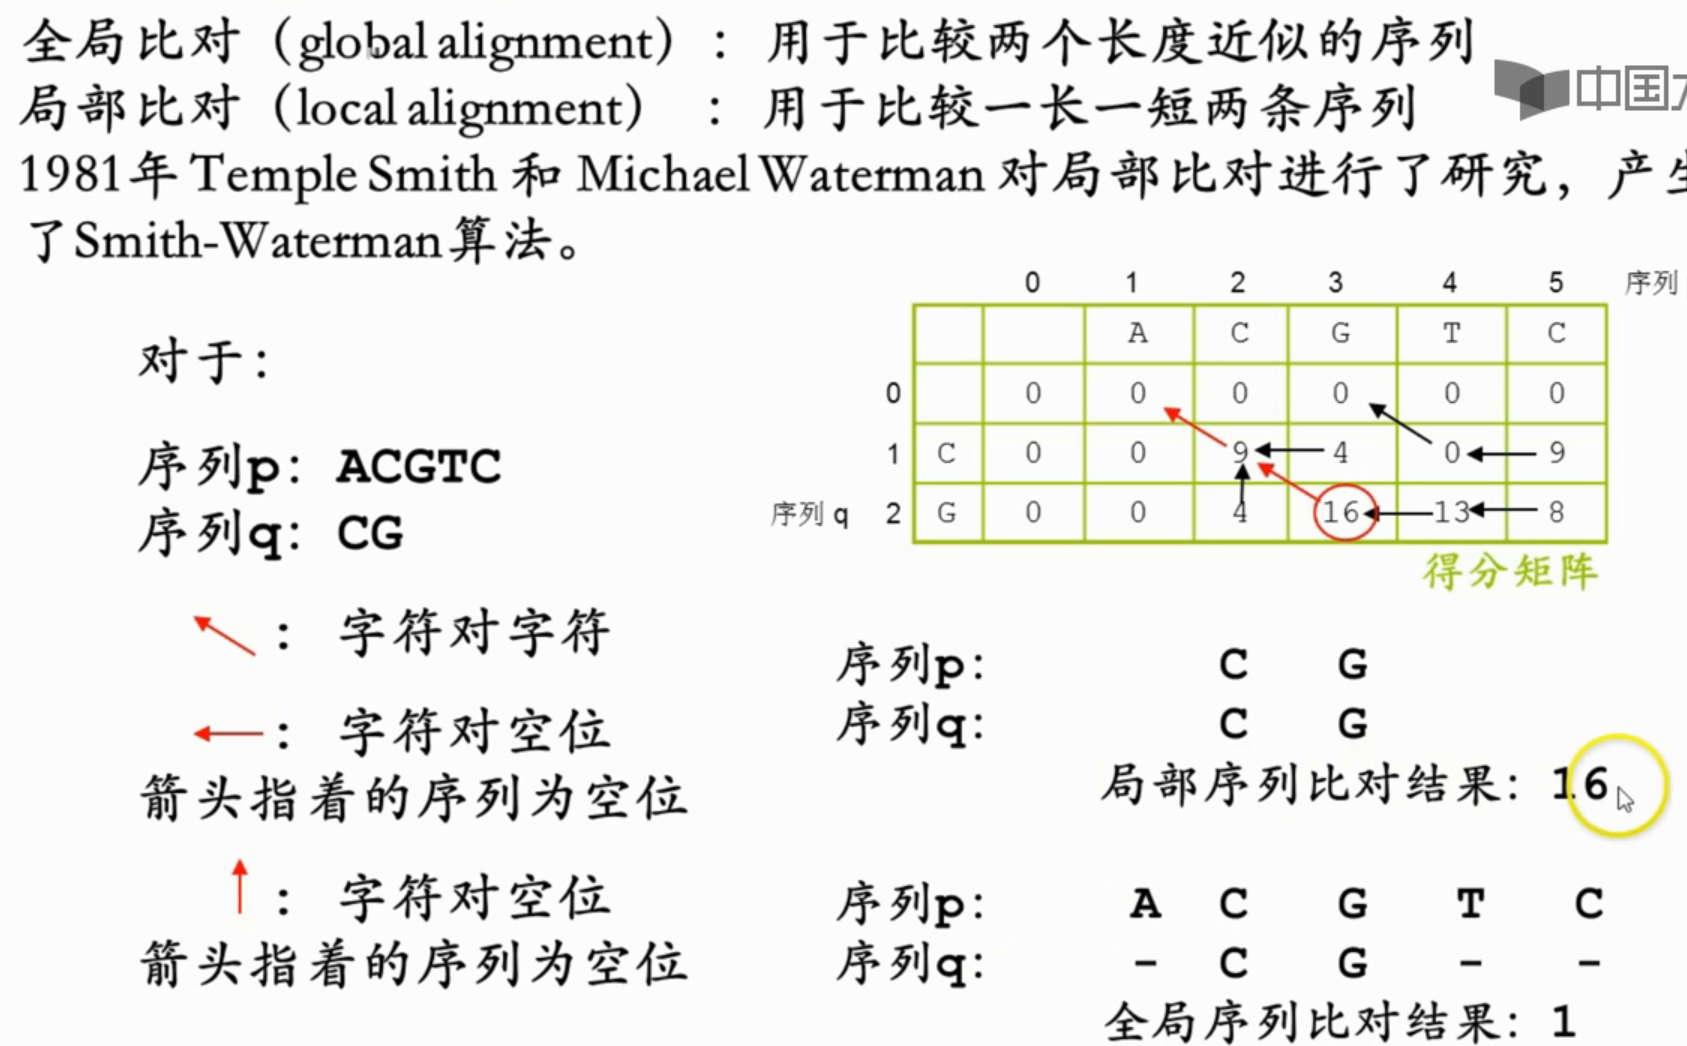 全局比对（global alignment）：用于比较两个长度近似的序列
局部比对（local alignment）：用于比较一长一短两条序列
中国
1981年 Temple Smith 和 Michael Waterman 对局部比对进行了研究，产生
了Smith-Waterman算法。
0 1 2 3 4 5 序列
A C G T C
0 0 0 0 0 0 0
1 C 0 0 9 4 0 9
序列 q 2 G 0 0 4 16 13 8
得分矩阵
对于：
序列p：ACGTC
序列q：CG
：字符对字符
：字符对空位
箭头指着的序列为空位
：字符对空位
箭头指着的序列为空位
序列p： C G
序列q： C G
局部序列比对结果：16
序列p： A C G T C
序列q： - C G - -
全局序列比对结果：1